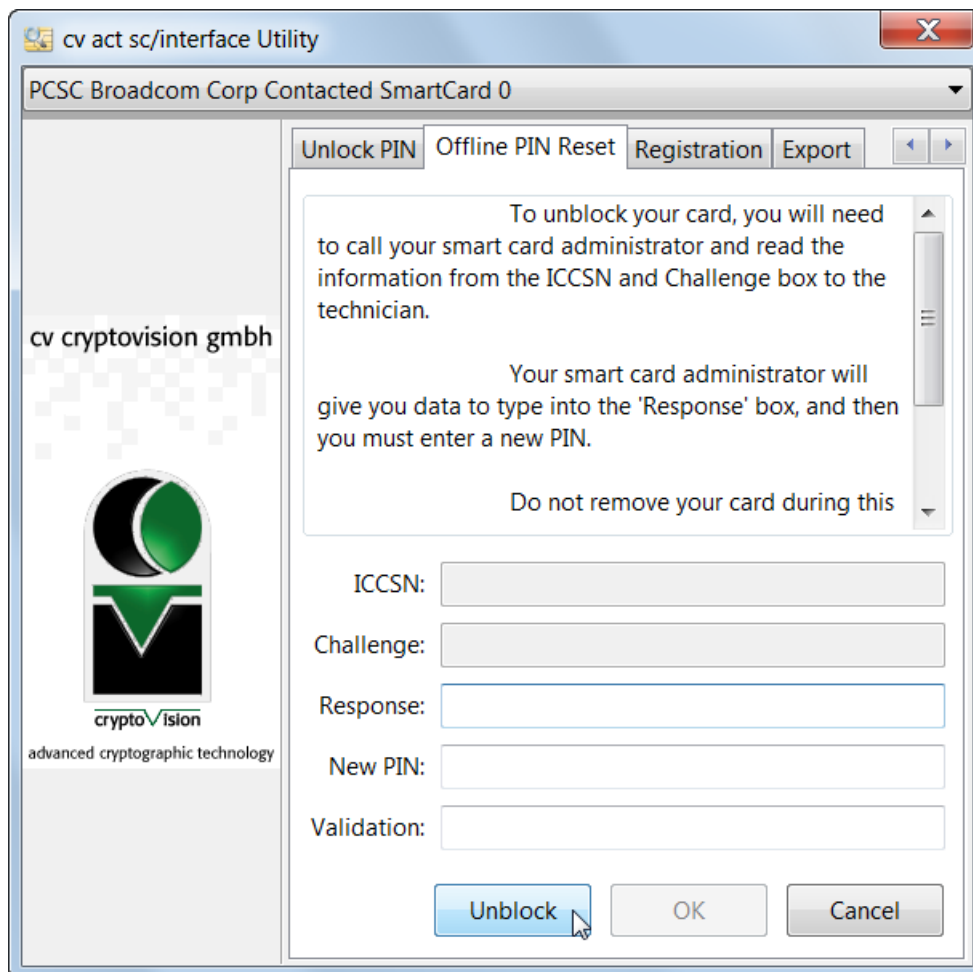 cv act sc/interface Utility
PCSC Broadcom Corp Contacted SmartCard 0
Unlock PIN
Offline PIN Reset
Registration
Export
To unblock your card, you will need
to call your smart card administrator and read the
information from the ICCSN and Challenge box to the
technician.
Your smart card administrator will
give you data to type into the 'Response' box, and then
you must enter a new PIN.
Do not remove your card during this
cv cryptovision gmbh
cryptovision
advanced cryptographic technology
ICCSN:
Challenge:
Response:
New PIN:
Validation:
Unblock
OK
Cancel